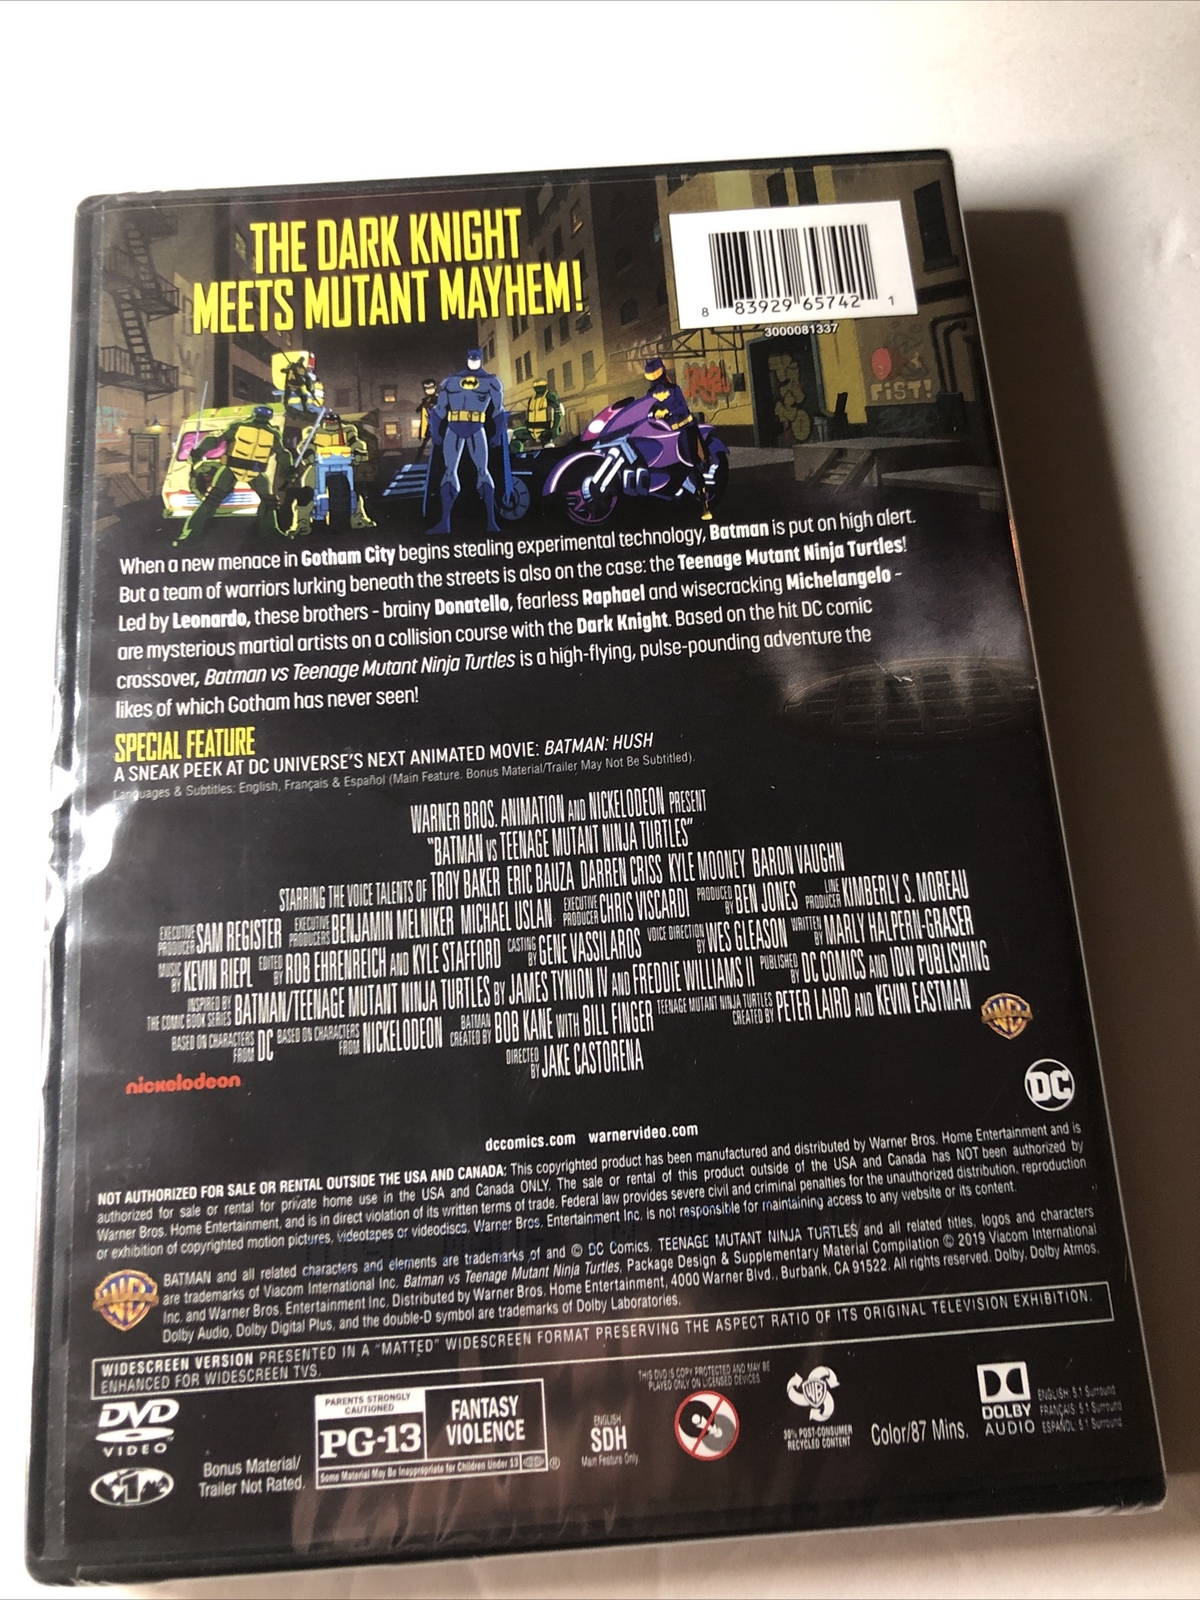 THE DARK KNIGHT
MEETS MUTANT MAYHEM!
8 83929 65742 1
3000081337
FIST!
When a new menace in Gotham City begins stealing experimental technology, Batman is put on high alert.
But a team of warriors lurking beneath the streets is also on the case: the Teenage Mutant Ninja Turtles!
Led by Leonardo, these brothers – brainy Donatello, fearless Raphael and wisecracking Michelangelo –
are mysterious martial artists on a collision course with the Dark Knight. Based on the hit DC comic
crossover, Batman vs Teenage Mutant Ninja Turtles is a high-flying, pulse-pounding adventure the
likes of which Gotham has never seen!
SPECIAL FEATURE
A SNEAK PEEK AT DC UNIVERSE'S NEXT ANIMATED MOVIE: BATMAN: HUSH
Languages & Subtitles: English, Français & Español (Main Feature. Bonus Material/Trailer May Not Be Subtitled).
WARNER BROS. ANIMATION AND NICKELODEON PRESENT
"BATMAN VS TEENAGE MUTANT NINJA TURTLES"
STARRING THE VOICE TALENTS OF TROY BAKER ERIC BAUZA DARREN CRISS KYLE MOONEY BARON VAUGHN
EXECUTIVE PRODUCER SAM REGISTER EXECUTIVE PRODUCERS BENJAMIN MELNIKER MICHAEL USLAN EXECUTIVE PRODUCER CHRIS VISCARDI PRODUCED BY BEN JONES LINE PRODUCER KIMBERLY S. MOREAU
MUSIC BY KEVIN RIEPL EDITED BY ROB EHRENREICH AND KYLE STAFFORD CASTING BY GENE VASSILAROS VOICE DIRECTION BY WES GLEASON WRITTEN BY MARLY HALPERN-GRASER
INSPIRED BY THE COMIC BOOK SERIES BATMAN/TEENAGE MUTANT NINJA TURTLES BY JAMES TYNION IV AND FREDDIE WILLIAMS II PUBLISHED BY DC COMICS AND IDW PUBLISHING
BASED ON CHARACTERS FROM DC BASED ON CHARACTERS FROM NICKELODEON BATMAN CREATED BY BOB KANE WITH BILL FINGER TEENAGE MUTANT NINJA TURTLES CREATED BY PETER LAIRD AND KEVIN EASTMAN
DIRECTED BY JAKE CASTORENA
WB
nickelodeon
DC
dccomics.com warnervideo.com
NOT AUTHORIZED FOR SALE OR RENTAL OUTSIDE THE USA AND CANADA: This copyrighted product has been manufactured and distributed by Warner Bros. Home Entertainment and is
authorized for sale or rental for private home use in the USA and Canada ONLY. The sale or rental of this product outside of the USA and Canada has NOT been authorized by
Warner Bros. Home Entertainment, and is in direct violation of its written terms of trade. Federal law provides severe civil and criminal penalties for the unauthorized distribution, reproduction
or exhibition of copyrighted motion pictures, videotapes or videodiscs. Warner Bros. Entertainment Inc. is not responsible for maintaining access to any website or its content.
BATMAN and all related characters and elements are trademarks of and © DC Comics. TEENAGE MUTANT NINJA TURTLES and all related titles, logos and characters
are trademarks of Viacom International Inc. Batman vs Teenage Mutant Ninja Turtles, Package Design & Supplementary Material Compilation © 2019 Viacom International
Inc. and Warner Bros. Entertainment Inc. Distributed by Warner Bros. Home Entertainment, 4000 Warner Blvd., Burbank, CA 91522. All rights reserved. Dolby, Dolby Atmos,
Dolby Audio, Dolby Digital Plus, and the double-D symbol are trademarks of Dolby Laboratories.
WB
WIDESCREEN VERSION PRESENTED IN A "MATTED" WIDESCREEN FORMAT PRESERVING THE ASPECT RATIO OF ITS ORIGINAL TELEVISION EXHIBITION.
ENHANCED FOR WIDESCREEN TVS.
DVD
VIDEO
1
Bonus Material/
Trailer Not Rated.
PARENTS STRONGLY
CAUTIONED
PG-13
FANTASY
VIOLENCE
Some Material May Be Inappropriate for Children Under 13
®
ENGLISH
SDH
Main Feature Only
THIS DVD IS COPY PROTECTED AND MAY BE
PLAYED ONLY ON LICENSED DEVICES.
WB
30% POST-CONSUMER
RECYCLED CONTENT
Color/87 Mins.
DOLBY
AUDIO
ENGLISH: 5.1 Surround
FRANÇAIS: 5.1 Surround
ESPAÑOL: 5.1 Surround